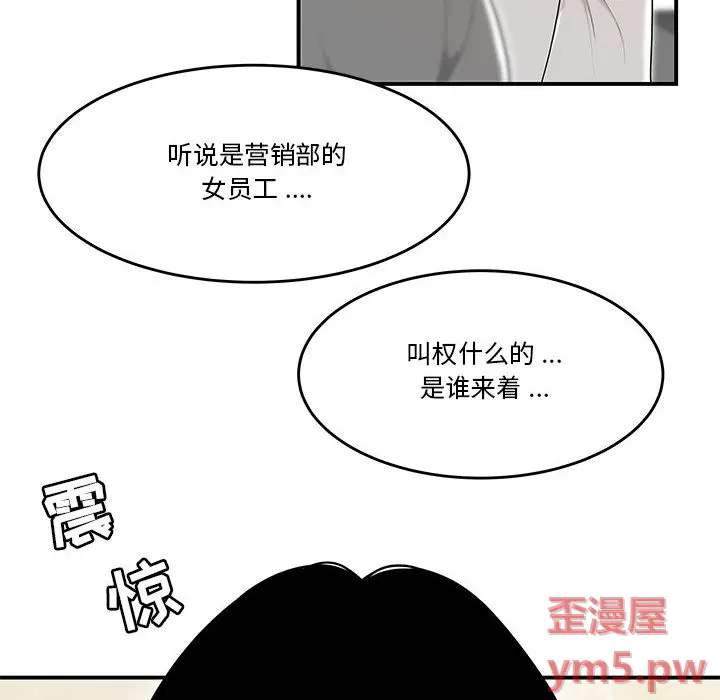 听说是营销部的
女员工 ....
叫权什么的 ...
是谁来着 ...
震
惊
歪漫屋
ym5.pw